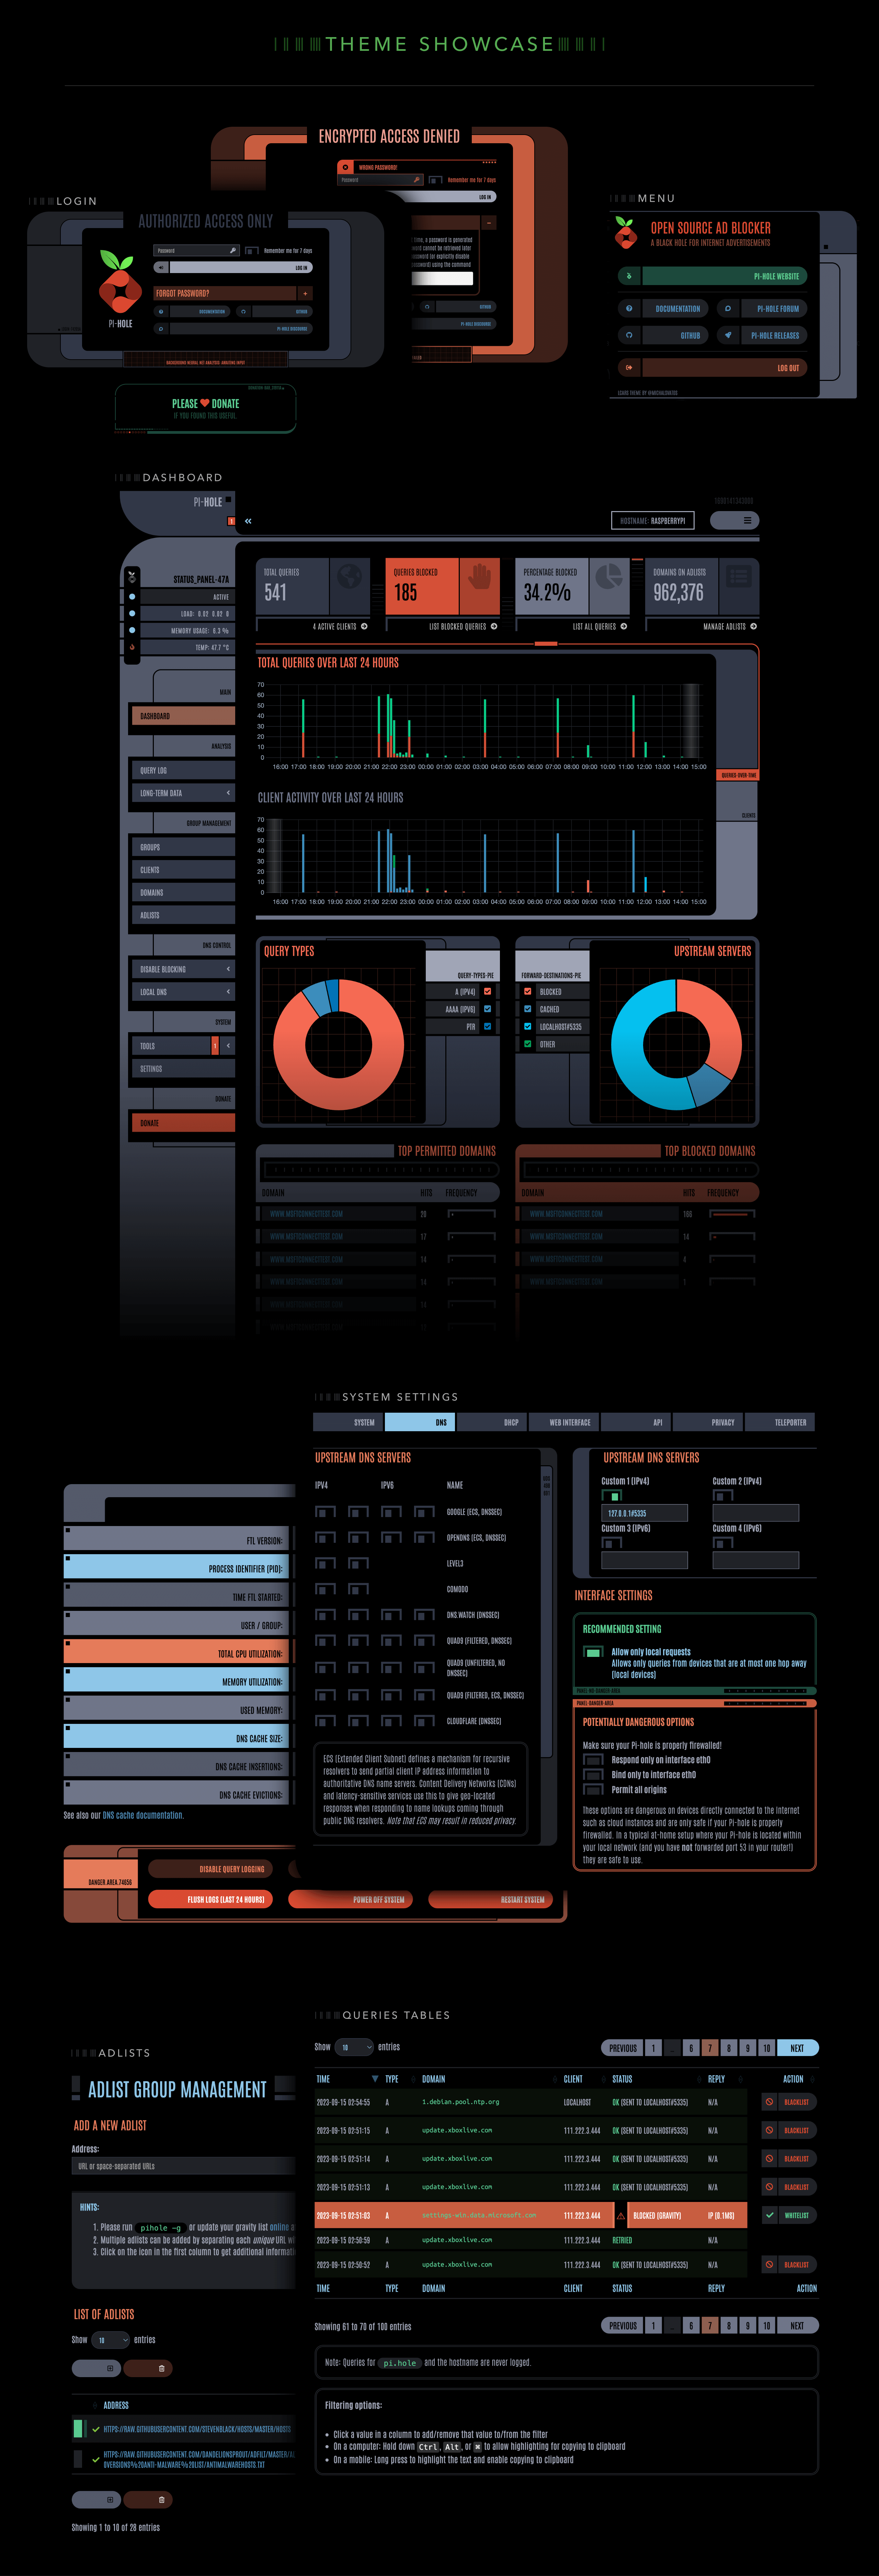 THEME SHOWCASE
LOGIN
ENCRYPTED ACCESS DENIED
WRONG PASSWORD!
Password
Remember me for 7 days
LOG IN
AUTHORIZED ACCESS ONLY
Password
Remember me for 7 days
LOG IN
FORGOT PASSWORD?
DOCUMENTATION
GITHUB
PI-HOLE DISCOURSE
PI-HOLE
time, a password is generated
word cannot be retrieved later
word (or explicitly disable
word) using the command
GITHUB
PI-HOLE DISCOURSE
PLEASE DONATE
IF YOU FOUND THIS USEFUL.
MENU
OPEN SOURCE AD BLOCKER
A BLACK HOLE FOR INTERNET ADVERTISEMENTS
PI-HOLE WEBSITE
DOCUMENTATION
PI-HOLE FORUM
GITHUB
PI-HOLE RELEASES
LOG OUT
DASHBOARD
PI-HOLE
1
HOSTNAME: RASPBERRYPI
STATUS_PANEL-47A
ACTIVE
LOAD: 0.02 0.02 0
MEMORY USAGE: 6.3 %
TEMP: 47.7 °C
MAIN
DASHBOARD
ANALYSIS
QUERY LOG
LONG-TERM DATA
GROUP MANAGEMENT
GROUPS
CLIENTS
DOMAINS
ADLISTS
DNS CONTROL
DISABLE BLOCKING
LOCAL DNS
SYSTEM
TOOLS
1
SETTINGS
DONATE
DONATE
TOTAL QUERIES
541
4 ACTIVE CLIENTS
QUERIES BLOCKED
185
LIST BLOCKED QUERIES
PERCENTAGE BLOCKED
34.2%
LIST ALL QUERIES
DOMAINS ON ADLISTS
962,376
MANAGE ADLISTS
TOTAL QUERIES OVER LAST 24 HOURS
70
60
50
40
30
20
10
0
16:00 17:00 18:00 19:00 20:00 21:00 22:00 23:00 00:00 01:00 02:00 03:00 04:00 05:00 06:00 07:00 08:00 09:00 10:00 11:00 12:00 13:00 14:00 15:00
QUERIES-OVER-TIME
CLIENT ACTIVITY OVER LAST 24 HOURS
CLIENTS
70
60
50
40
30
20
10
0
16:00 17:00 18:00 19:00 20:00 21:00 22:00 23:00 00:00 01:00 02:00 03:00 04:00 05:00 06:00 07:00 08:00 09:00 10:00 11:00 12:00 13:00 14:00 15:00
QUERY TYPES
QUERY-TYPES-PIE
A (IPV4)
AAAA (IPV6)
PTR
UPSTREAM SERVERS
FORWARD-DESTINATIONS-PIE
BLOCKED
CACHED
LOCALHOST#5335
OTHER
TOP PERMITTED DOMAINS
DOMAIN HITS FREQUENCY
WWW.MSFTCONNECTTEST.COM
WWW.MSFTCONNECTTEST.COM 17
WWW.MSFTCONNECTTEST.COM 14
WWW.MSFTCONNECTTEST.COM 14
TOP BLOCKED DOMAINS
DOMAIN HITS FREQUENCY
WWW.MSFTCONNECTTEST.COM
WWW.MSFTCONNECTTEST.COM 14
WWW.MSFTCONNECTTEST.COM 4
WWW.MSFTCONNECTTEST.COM 1
SYSTEM SETTINGS
SYSTEM DNS DHCP WEB INTERFACE API PRIVACY TELEPORTER
FTL VERSION:
PROCESS IDENTIFIER (PID):
TIME FTL STARTED:
USER / GROUP:
TOTAL CPU UTILIZATION:
MEMORY UTILIZATION:
USED MEMORY:
DNS CACHE SIZE:
DNS CACHE INSERTIONS:
DNS CACHE EVICTIONS:
See also our DNS cache documentation.
DANGER.AREA.74656
DISABLE QUERY LOGGING
FLUSH LOGS (LAST 24 HOURS)
POWER OFF SYSTEM
RESTART SYSTEM
UPSTREAM DNS SERVERS
IPV4 IPV6 NAME
GOOGLE (ECS, DNSSEC)
OPENDNS (ECS, DNSSEC)
LEVEL3
COMODO
DNS.WATCH (DNSSEC)
QUAD9 (FILTERED, DNSSEC)
QUAD9 (UNFILTERED, NO
DNSSEC)
QUAD9 (FILTERED, ECS, DNSSEC)
CLOUDFLARE (DNSSEC)
ECS (Extended Client Subnet) defines a mechanism for recursive
resolvers to send partial client IP address information to
authoritative DNS name servers. Content Delivery Networks (CDNs)
and latency-sensitive services use this to give geo-located
responses when responding to name lookups coming through
public DNS resolvers. Note that ECS may result in reduced privacy.
UPSTREAM DNS SERVERS
Custom 1 (IPv4)
Custom 2 (IPv4)
127.0.0.1#5335
Custom 3 (IPv6)
Custom 4 (IPv6)
INTERFACE SETTINGS
RECOMMENDED SETTING
Allow only local requests
Allows only queries from devices that are at most one hop away
(local devices)
PANEL-NO DANGER-AREA
PANEL-DANGER-AREA
POTENTIALLY DANGEROUS OPTIONS
Make sure your Pi-hole is properly firewalled!
Respond only on interface eth0
Bind only to interface eth0
Permit all origins
These options are dangerous on devices directly connected to the Internet
such as cloud instances and are only safe if your Pi-hole is properly
firewalled. In a typical at-home setup where your Pi-hole is located within
your local network (and you have not forwarded port 53 in your router!)
they are safe to use.
ADLISTS
ADLIST GROUP MANAGEMENT
ADD A NEW ADLIST
Address:
URL or space-separated URLs
HINTS:
1. Please run pihole -g or update your gravity list online a
2. Multiple adlists can be added by separating each unique URL w
3. Click on the icon in the first column to get additional informati
LIST OF ADLISTS
Show 10 entries
ADDRESS
HTTPS://RAW.GITHUBUSERCONTENT.COM/STEVENBLACK/HOSTS/MASTER/HOSTS
HTTPS://RAW.GITHUBUSERCONTENT.COM/DANDELIONSPROUT/ADFILT/MASTER/AL
OVERSIONS%20ANTI-MALWARE%20LIST/ANTIMALWAREHOSTS.TXT
Showing 1 to 10 of 28 entries
QUERIES TABLES
Show 10 entries
PREVIOUS 1 … 6 7 8 9 10 NEXT
TIME TYPE DOMAIN CLIENT STATUS REPLY ACTION
2023-09-15 02:54:55 A 1.debian.pool.ntp.org LOCALHOST OK (SENT TO LOCALHOST#5335) N/A BLACKLIST
2023-09-15 02:51:15 A update.xboxlive.com 111.222.3.444 OK (SENT TO LOCALHOST#5335) N/A BLACKLIST
2023-09-15 02:51:14 A update.xboxlive.com 111.222.3.444 OK (SENT TO LOCALHOST#5335) N/A BLACKLIST
2023-09-15 02:51:13 A update.xboxlive.com 111.222.3.444 OK (SENT TO LOCALHOST#5335) N/A BLACKLIST
2023-09-15 02:51:03 A settings-win.data.microsoft.com 111.222.3.444 BLOCKED (GRAVITY) IP (0.1MS) WHITELIST
2023-09-15 02:50:59 A update.xboxlive.com 111.222.3.444 RETRIED N/A
2023-09-15 02:50:52 A update.xboxlive.com 111.222.3.444 OK (SENT TO LOCALHOST#5335) N/A BLACKLIST
TIME TYPE DOMAIN CLIENT STATUS REPLY ACTION
Showing 61 to 70 of 100 entries
PREVIOUS 1 … 6 7 8 9 10 NEXT
Note: Queries for pi.hole and the hostname are never logged.
Filtering options:
Click a value in a column to add/remove that value to/from the filter
On a computer: Hold down Ctrl, Alt, or ⌘ to allow highlighting for copying to clipboard
On a mobile: Long press to highlight the text and enable copying to clipboard